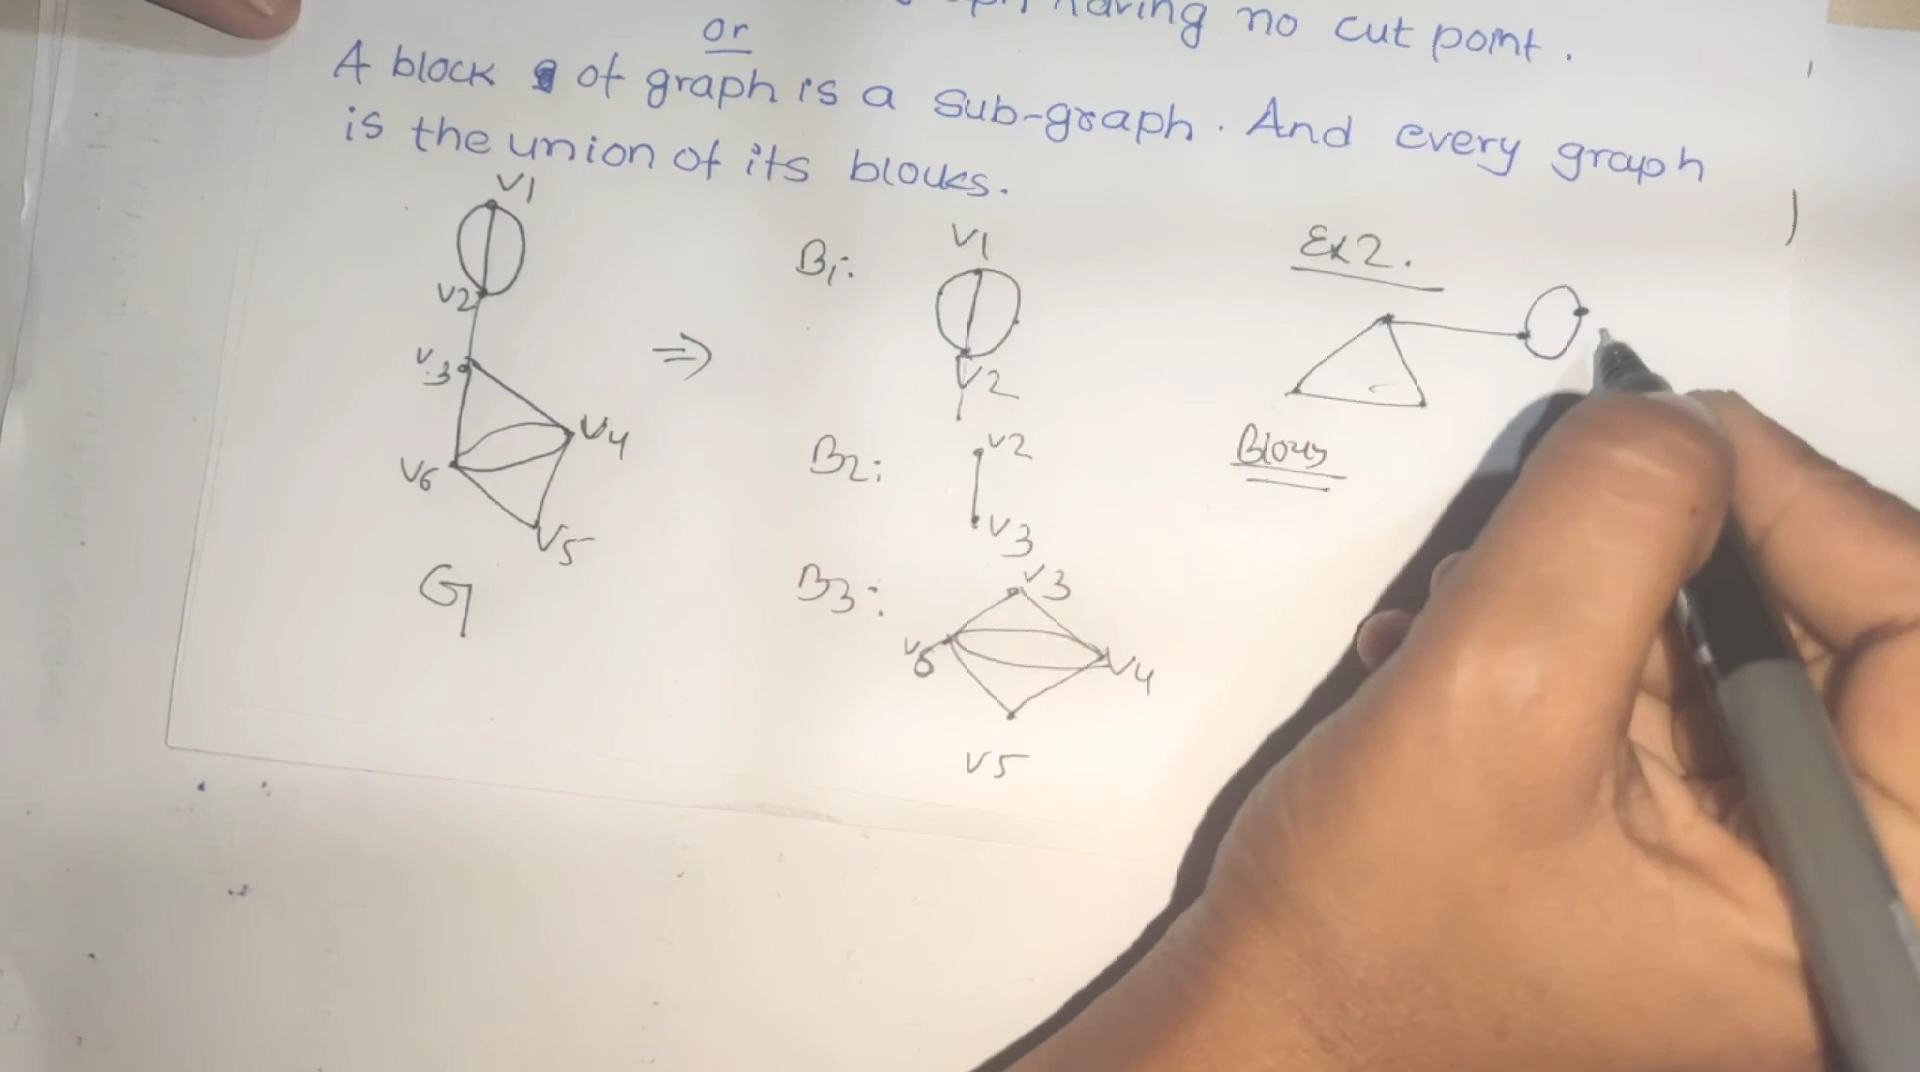 having no cut point.
or
A block of graph is a sub-graph. And every graph
is the union of its blocks.
V1
V2
V3
V4
V6
V5
G
⇒
B1:
V1
V2
B2:
V2
V3
B3:
V3
V6
V4
V5
Ex2.